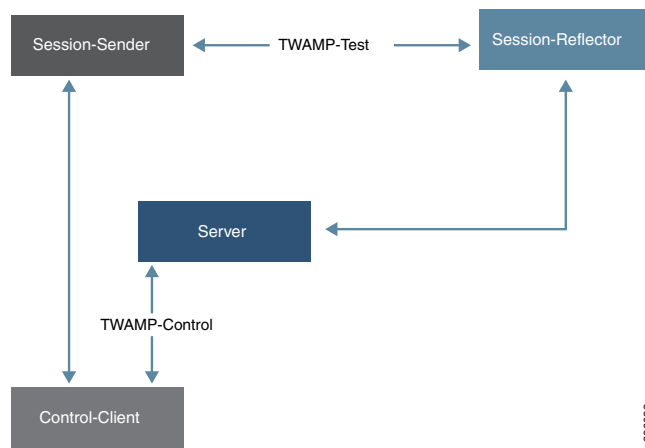 Session-Sender
TWAMP-Test
Session-Reflector
Server
TWAMP-Control
Control-Client